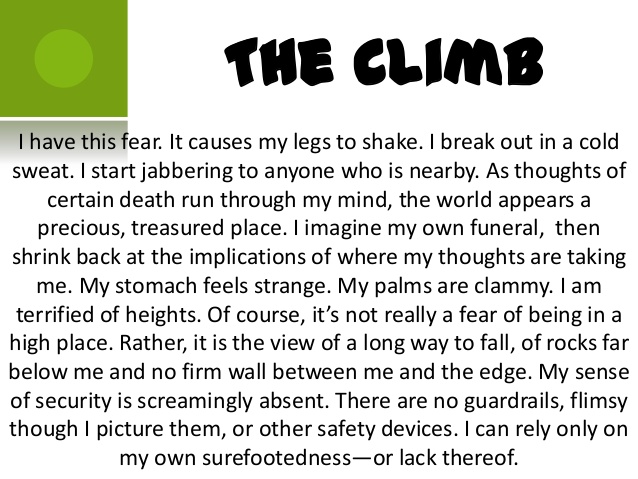 THE CLIMB
I have this fear. It causes my legs to shake. I break out in a cold
sweat. I start jabbering to anyone who is nearby. As thoughts of
certain death run through my mind, the world appears a
precious, treasured place. I imagine my own funeral,  then
shrink back at the implications of where my thoughts are taking
me. My stomach feels strange. My palms are clammy. I am
terrified of heights. Of course, it’s not really a fear of being in a
high place. Rather, it is the view of a long way to fall, of rocks far
below me and no firm wall between me and the edge. My sense
of security is screamingly absent. There are no guardrails, flimsy
though I picture them, or other safety devices. I can rely only on
my own surefootedness—or lack thereof.